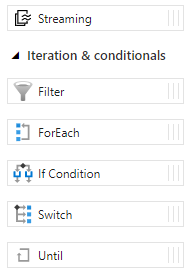 Streaming
Iteration & conditionals
Filter
ForEach
If Condition
Switch
Until